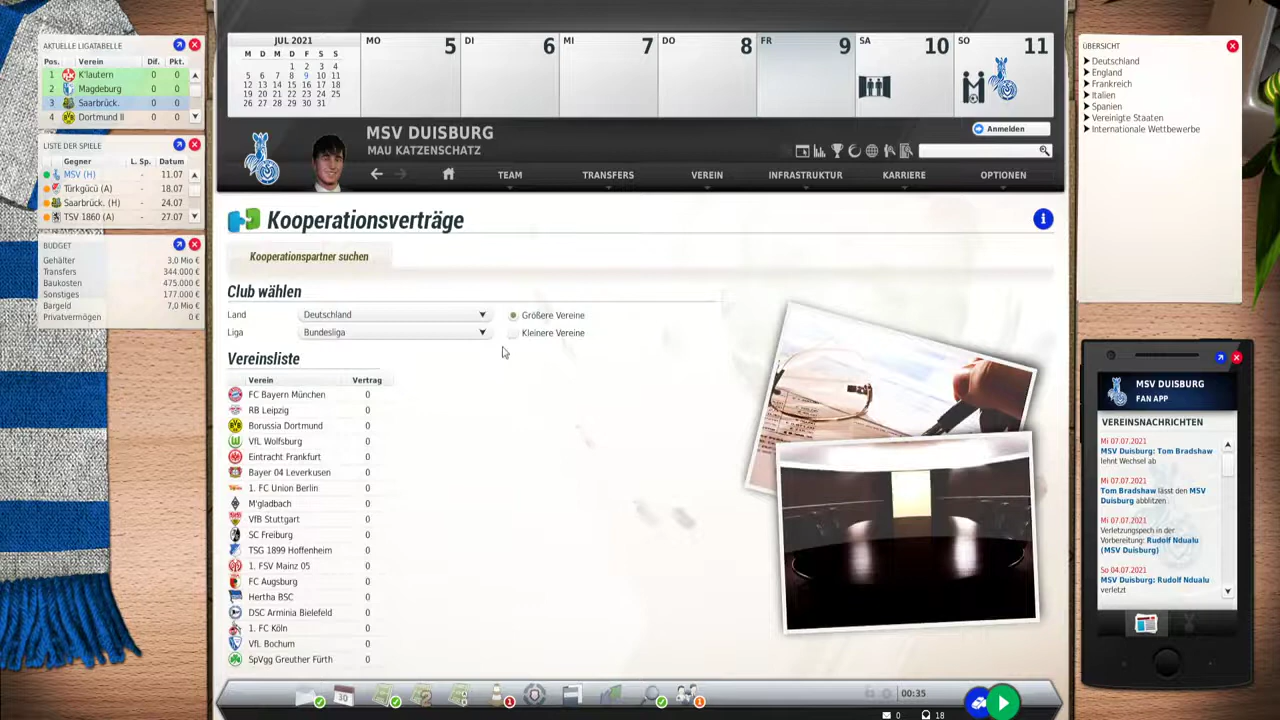 AKTUELLE LIGATABELLE
Pos. Verein Dif. Pkt.
1 K'lautern 0 0
2 Magdeburg 0 0
3 Saarbrück. 0 0
4 Dortmund II 0 0
LISTE DER SPIELE
Gegner L. Sp. Datum
MSV (H) - 11.07
Türkgücü (A) - 18.07
Saarbrück. (H) - 24.07
TSV 1860 (A) - 27.07
BUDGET
Gehälter 3,0 Mio €
Transfers 344.000 €
Baukosten 475.000 €
Sonstiges 177.000 €
Bargeld 7,0 Mio €
Privatvermögen 0 €
JUL 2021
M D M D F S S
1 2 3 4
5 6 7 8 9 10 11
12 13 14 15 16 17 18
19 20 21 22 23 24 25
26 27 28 29 30 31
MO 5
DI 6
MI 7
DO 8
FR 9
SA 10
SO 11
MSV DUISBURG
MAU KATZENSCHATZ
Anmelden
TEAM TRANSFERS VEREIN INFRASTRUKTUR KARRIERE OPTIONEN
Kooperationsverträge
Kooperationspartner suchen
Club wählen
Land Deutschland Größere Vereine
Liga Bundesliga Kleinere Vereine
Vereinsliste
Verein Vertrag
FC Bayern München 0
RB Leipzig 0
Borussia Dortmund 0
VfL Wolfsburg 0
Eintracht Frankfurt 0
Bayer 04 Leverkusen 0
1. FC Union Berlin 0
M'gladbach 0
VfB Stuttgart 0
SC Freiburg 0
TSG 1899 Hoffenheim 0
1. FSV Mainz 05 0
FC Augsburg 0
Hertha BSC 0
DSC Arminia Bielefeld 0
1. FC Köln 0
VfL Bochum 0
SpVgg Greuther Fürth 0
30
1
1
00:35
0 18
ÜBERSICHT
Deutschland
England
Frankreich
Italien
Spanien
Vereinigte Staaten
Internationale Wettbewerbe
MSV DUISBURG
FAN APP
VEREINSNACHRICHTEN
Mi 07.07.2021
MSV Duisburg: Tom Bradshaw
lehnt Wechsel ab
Mi 07.07.2021
Tom Bradshaw lässt den MSV
Duisburg abblitzen
Mi 07.07.2021
Verletzungspech in der
Vorbereitung: Rudolf Ndualu
(MSV Duisburg)
So 04.07.2021
MSV Duisburg: Rudolf Ndualu
verletzt